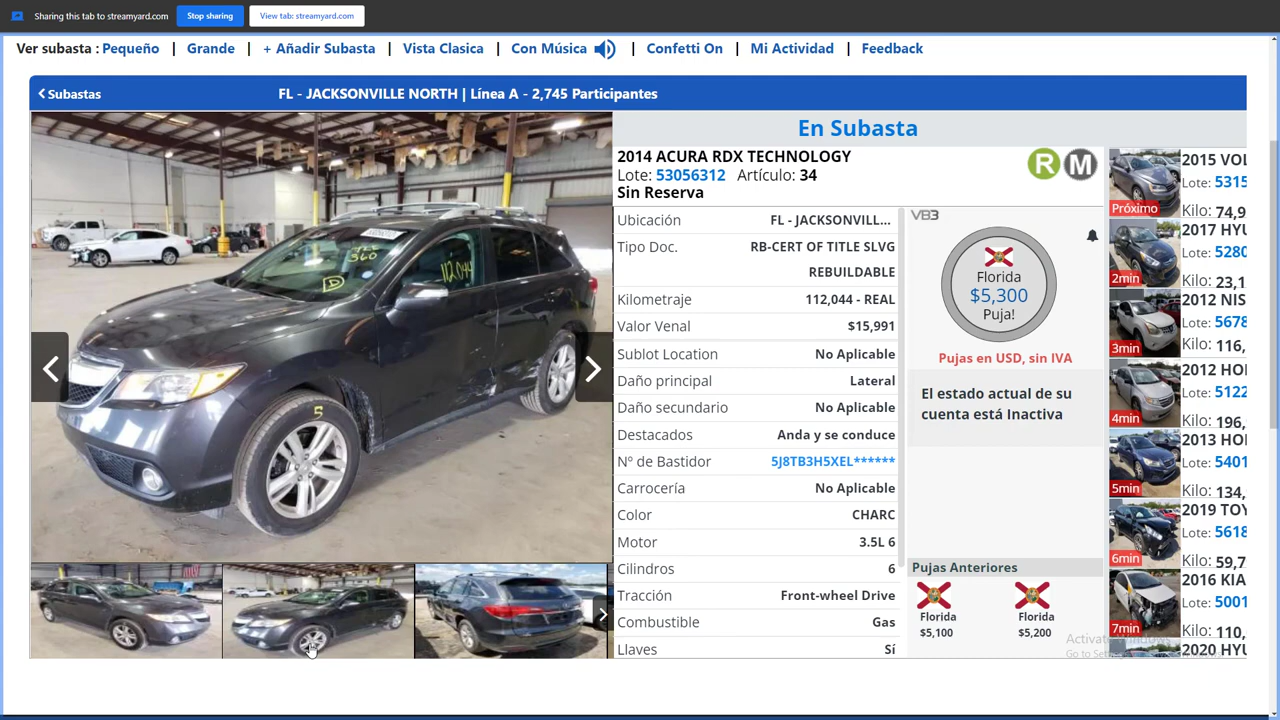 Sharing this tab to streamyard.com
Stop sharing
View tab: streamyard.com
Ver subasta : Pequeño | Grande | + Añadir Subasta | Vista Clasica | Con Música | Confetti On | Mi Actividad | Feedback
Subastas
FL - JACKSONVILLE NORTH | Línea A - 2,745 Participantes
En Subasta
2014 ACURA RDX TECHNOLOGY
Lote: 53056312 Artículo: 34
Sin Reserva
R M
Ubicación FL - JACKSONVILL...
Tipo Doc. RB-CERT OF TITLE SLVG
REBUILDABLE
Kilometraje 112,044 - REAL
Valor Venal $15,991
Sublot Location No Aplicable
Daño principal Lateral
Daño secundario No Aplicable
Destacados Anda y se conduce
Nº de Bastidor 5J8TB3H5XEL******
Carrocería No Aplicable
Color CHARC
Motor 3.5L 6
Cilindros 6
Tracción Front-wheel Drive
Combustible Gas
Llaves Sí
VB3
Florida
$5,300
Puja!
Pujas en USD, sin IVA
El estado actual de su
cuenta está Inactiva
Pujas Anteriores
Florida
$5,100
Florida
$5,200
2015 VOL
Lote: 5315
Próximo
Kilo: 74,9
2017 HYU
Lote: 5280
2min
Kilo: 23,1
2012 NIS
Lote: 5678
3min
Kilo: 116,
2012 HOI
Lote: 5122
4min
Kilo: 196,
2013 HOI
Lote: 5401
5min
Kilo: 134,
2019 TOY
Lote: 5618
6min
Kilo: 59,7
2016 KIA
Lote: 5001
7min
Kilo: 110,
2020 HYU
Activate Windows
112,044
360
D
5